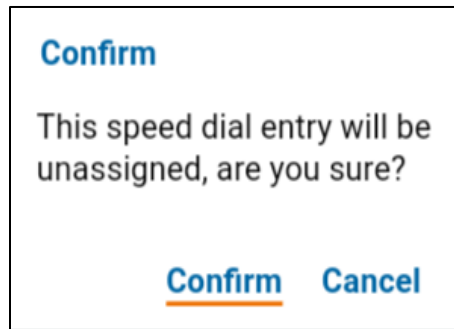 Confirm
This speed dial entry will be
unassigned, are you sure?
Confirm Cancel